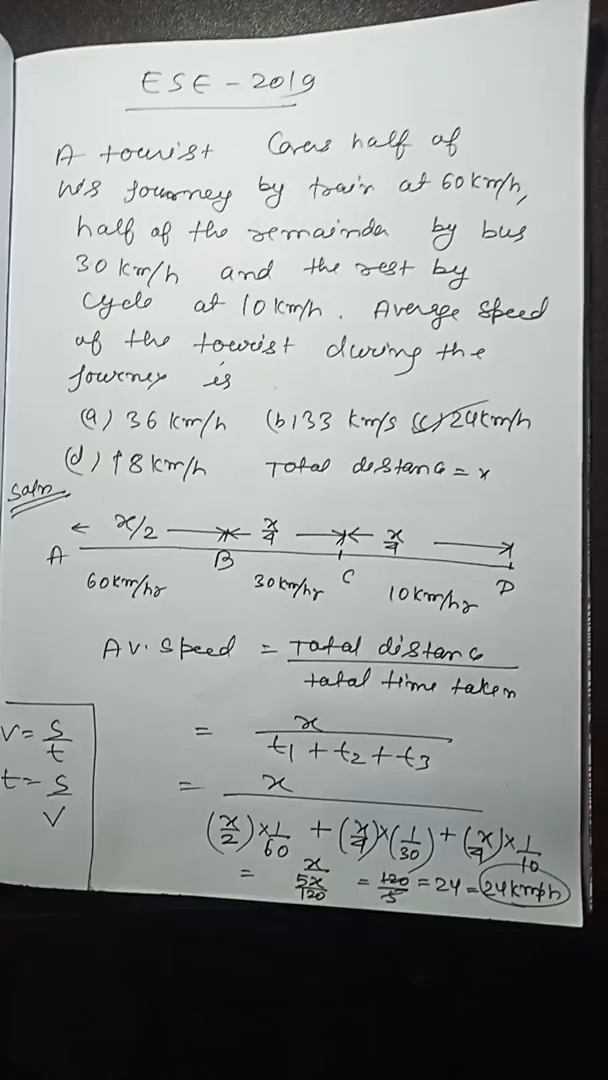 ESE - 2019
A tourist Covers half of
his journey by train at 60 km/h,
half of the remainder by bus
30 km/h and the rest by
cycle at 10 km/h. Average speed
of the tourist during the
journey is
(a) 36 km/h (b) 33 km/s (c) 24 km/h
(d) 18 km/h Total distance = x
Soln
← x/2 → ← x/4 → ← x/4 →
A B C D
60 km/hr 30 km/hr 10 km/hr
AV. Speed = Total distance / total time taken
V = S/t
= x / (t1 + t2 + t3)
t = S/V
= x / ((x/2) × 1/60 + (x/4) × (1/30) + (x/4) × 1/10)
= x / (5x/120) = 120/5 = 24 = 24 kmph